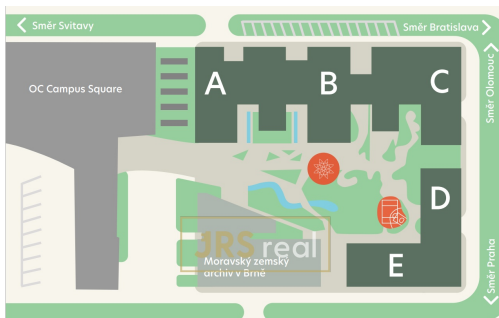 Směr Svitavy
Směr Bratislava
Směr Olomouc
A
B
C
OC Campus Square
D
JRS real
Moravský zemský
archiv v Brně
E
Směr Praha